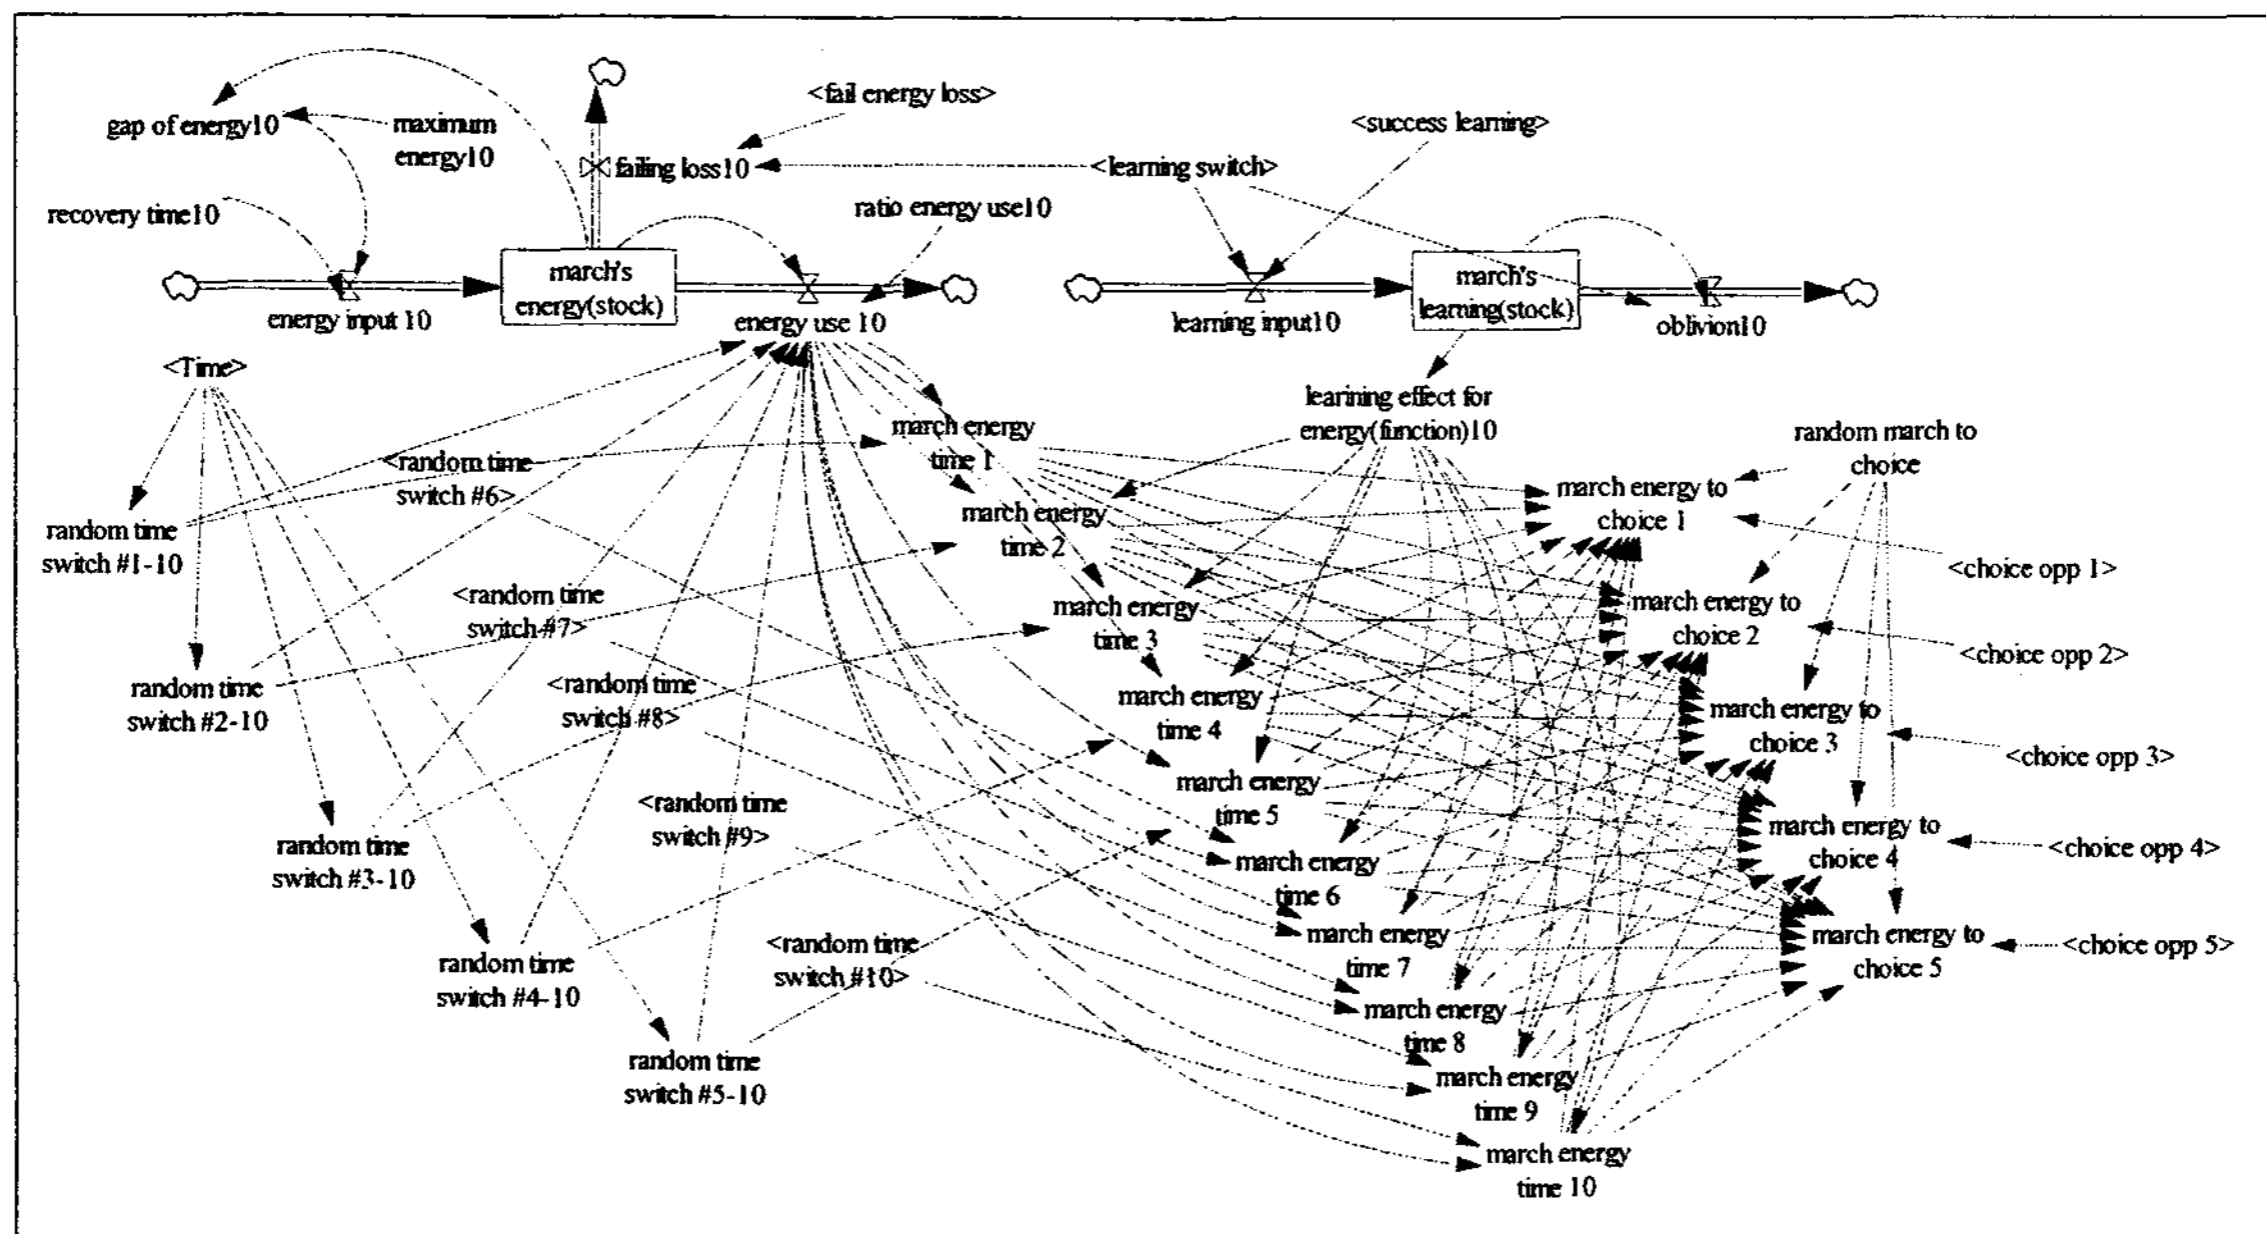 <fail energy loss>
gap of energy10
maximum
energy10
<success learning>
failing loss10
<learning switch>
recovery time10
ratio energy use10
march's
energy(stock)
march's
learning(stock)
energy input 10
energy use 10
learning input10
oblivion10
<Time>
learining effect for
energy(function)10
march energy
time 1
random march to
choice
<random time
switch #6>
march energy to
choice 1
random time
switch #1-10
march energy
time 2
<choice opp 1>
<random time
switch #7>
march energy
time 3
march energy to
choice 2
<choice opp 2>
random time
switch #2-10
<random time
switch #8>
march energy
time 4
march energy to
choice 3
<choice opp 3>
march energy
time 5
<random time
switch #9>
march energy to
choice 4
<choice opp 4>
random time
switch #3-10
march energy
time 6
march energy
time 7
march energy to
choice 5
<choice opp 5>
random time
switch #4-10
<random time
switch #10>
march energy
time 8
random time
switch #5-10
march energy
time 9
march energy
time 10